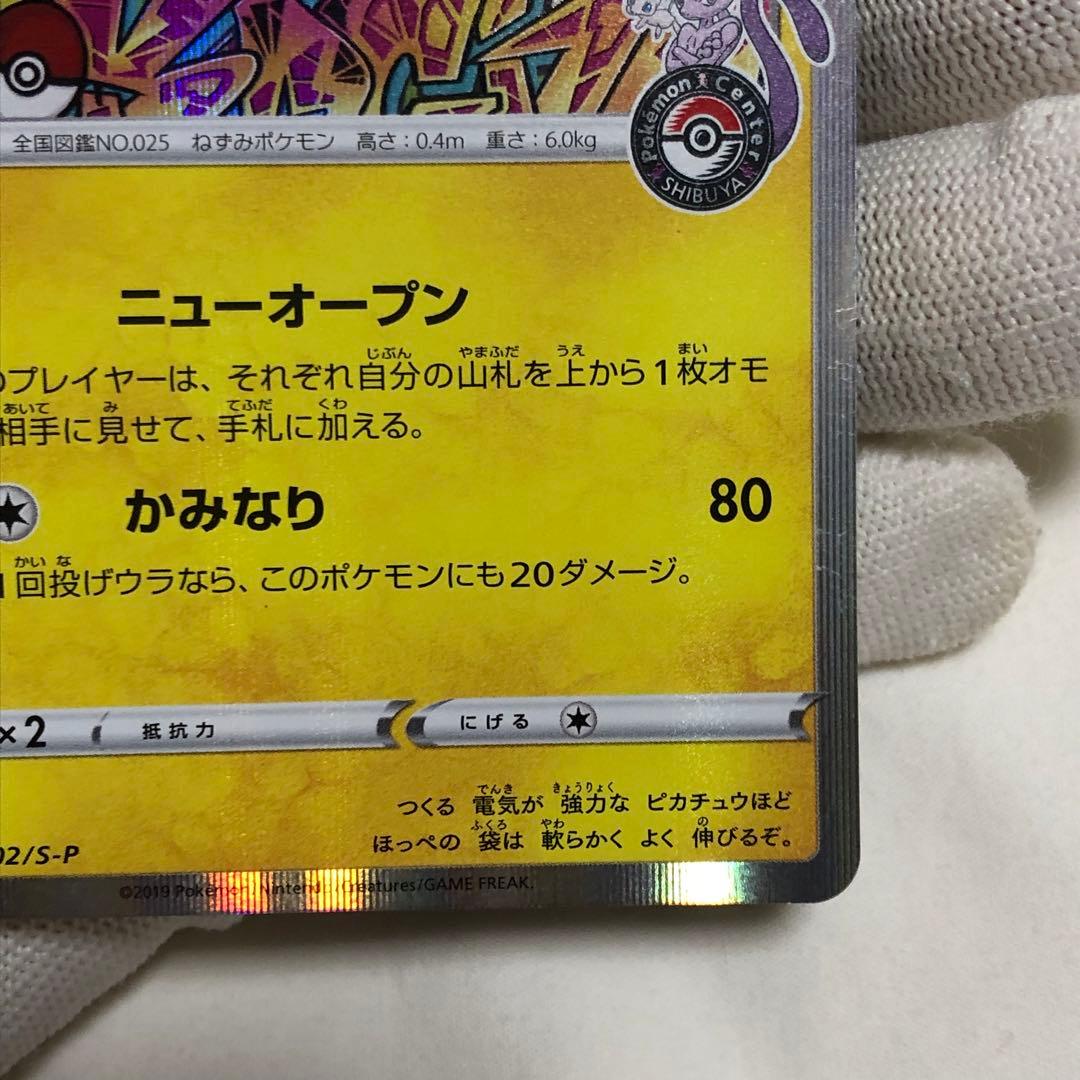 Pokémon Center
SHIBUYA
全国図鑑NO.025 ねずみポケモン 高さ:0.4m 重さ:6.0kg
ニューオープン
プレイヤーは、それぞれ自分の山札を上から1枚オモ
相手に見せて、手札に加える。
かみなり 80
1回投げウラなら、このポケモンにも20ダメージ。
×2 抵抗力 にげる
つくる 電気が 強力な ピカチュウほど
ほっぺの 袋は 軟らかく よく 伸びるぞ。
02/S-P
©2019 Pokémon, Nintendo/Creatures/GAME FREAK.